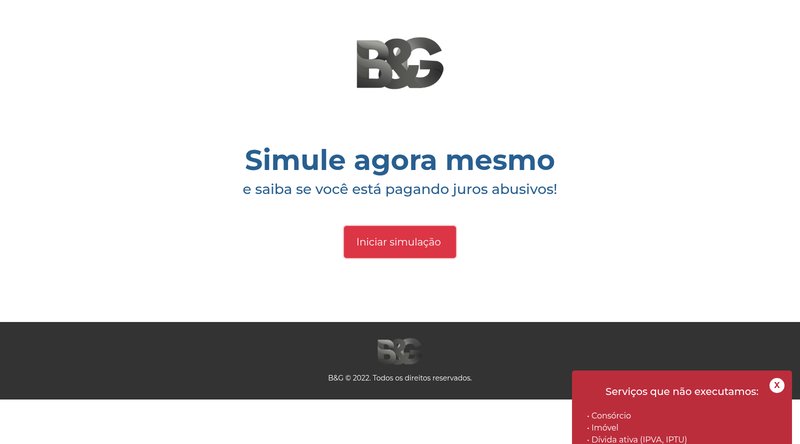 B&G
Simule agora mesmo
e saiba se você está pagando juros abusivos!
Iniciar simulação
B&G
B&G © 2022. Todos os direitos reservados.
X
Serviços que não executamos:
• Consórcio
• Imóvel
• Dívida ativa (IPVA, IPTU)